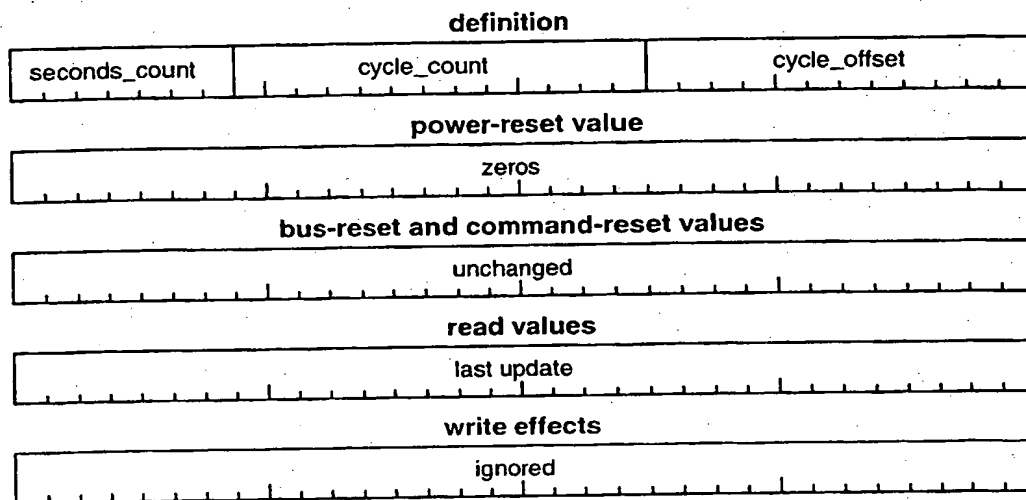 definition
seconds_count cycle_count cycle_offset
power-reset value
zeros
bus-reset and command-reset values
unchanged
read values
last update
write effects
ignored